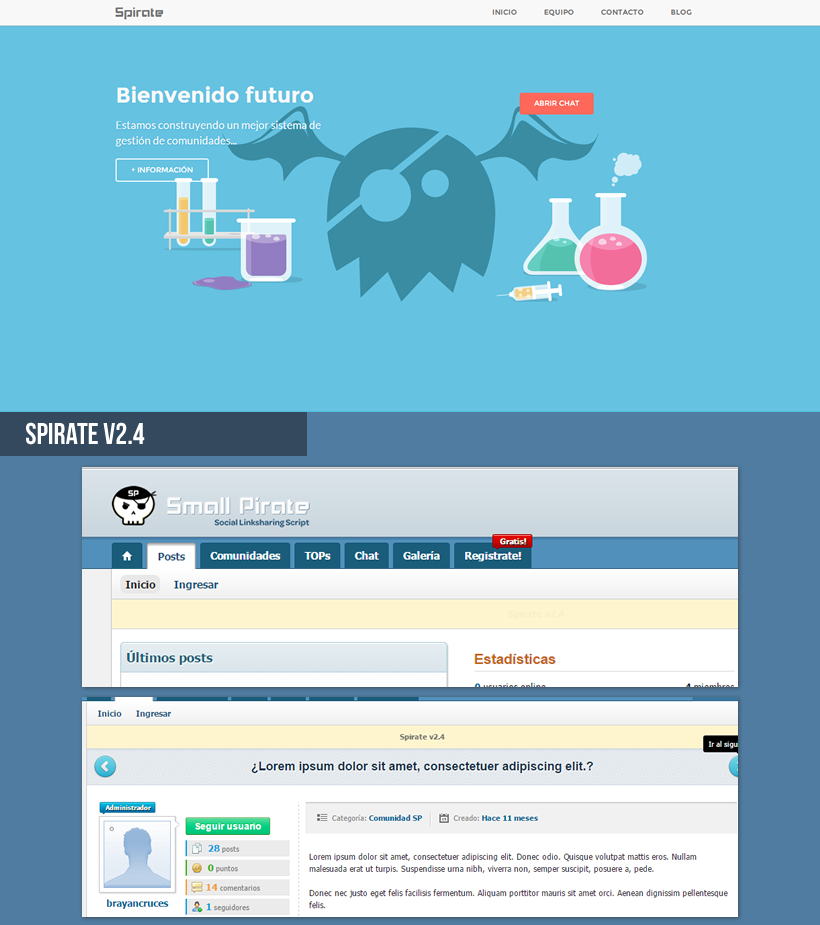 Spirate
INICIO EQUIPO CONTACTO BLOG
Bienvenido futuro
ABRIR CHAT
Estamos construyendo un mejor sistema de
gestión de comunidades...
+ INFORMACIÓN
SPIRATE V2.4
SP
Small Pirate
Social Linksharing Script
Gratis!
Posts Comunidades TOPs Chat Galeria Registrate!
Inicio Ingresar
Spirate v2.4
Últimos posts
Estadísticas
0 usuarios online 4 miembros
Inicio Ingresar
Spirate v2.4
Ir al sigu
¿Lorem ipsum dolor sit amet, consectetuer adipiscing elit.?
Administrador
Seguir usuario
28 posts
0 puntos
14 comentarios
1 seguidores
brayancruces
Categoría: Comunidad SP Creado: Hace 11 meses
Lorem ipsum dolor sit amet, consectetuer adipiscing elit. Donec odio. Quisque volutpat mattis eros. Nullam
malesuada erat ut turpis. Suspendisse urna nibh, viverra non, semper suscipit, posuere a, pede.
Donec nec justo eget felis facilisis fermentum. Aliquam porttitor mauris sit amet orci. Aenean dignissim pellentesque
felis.